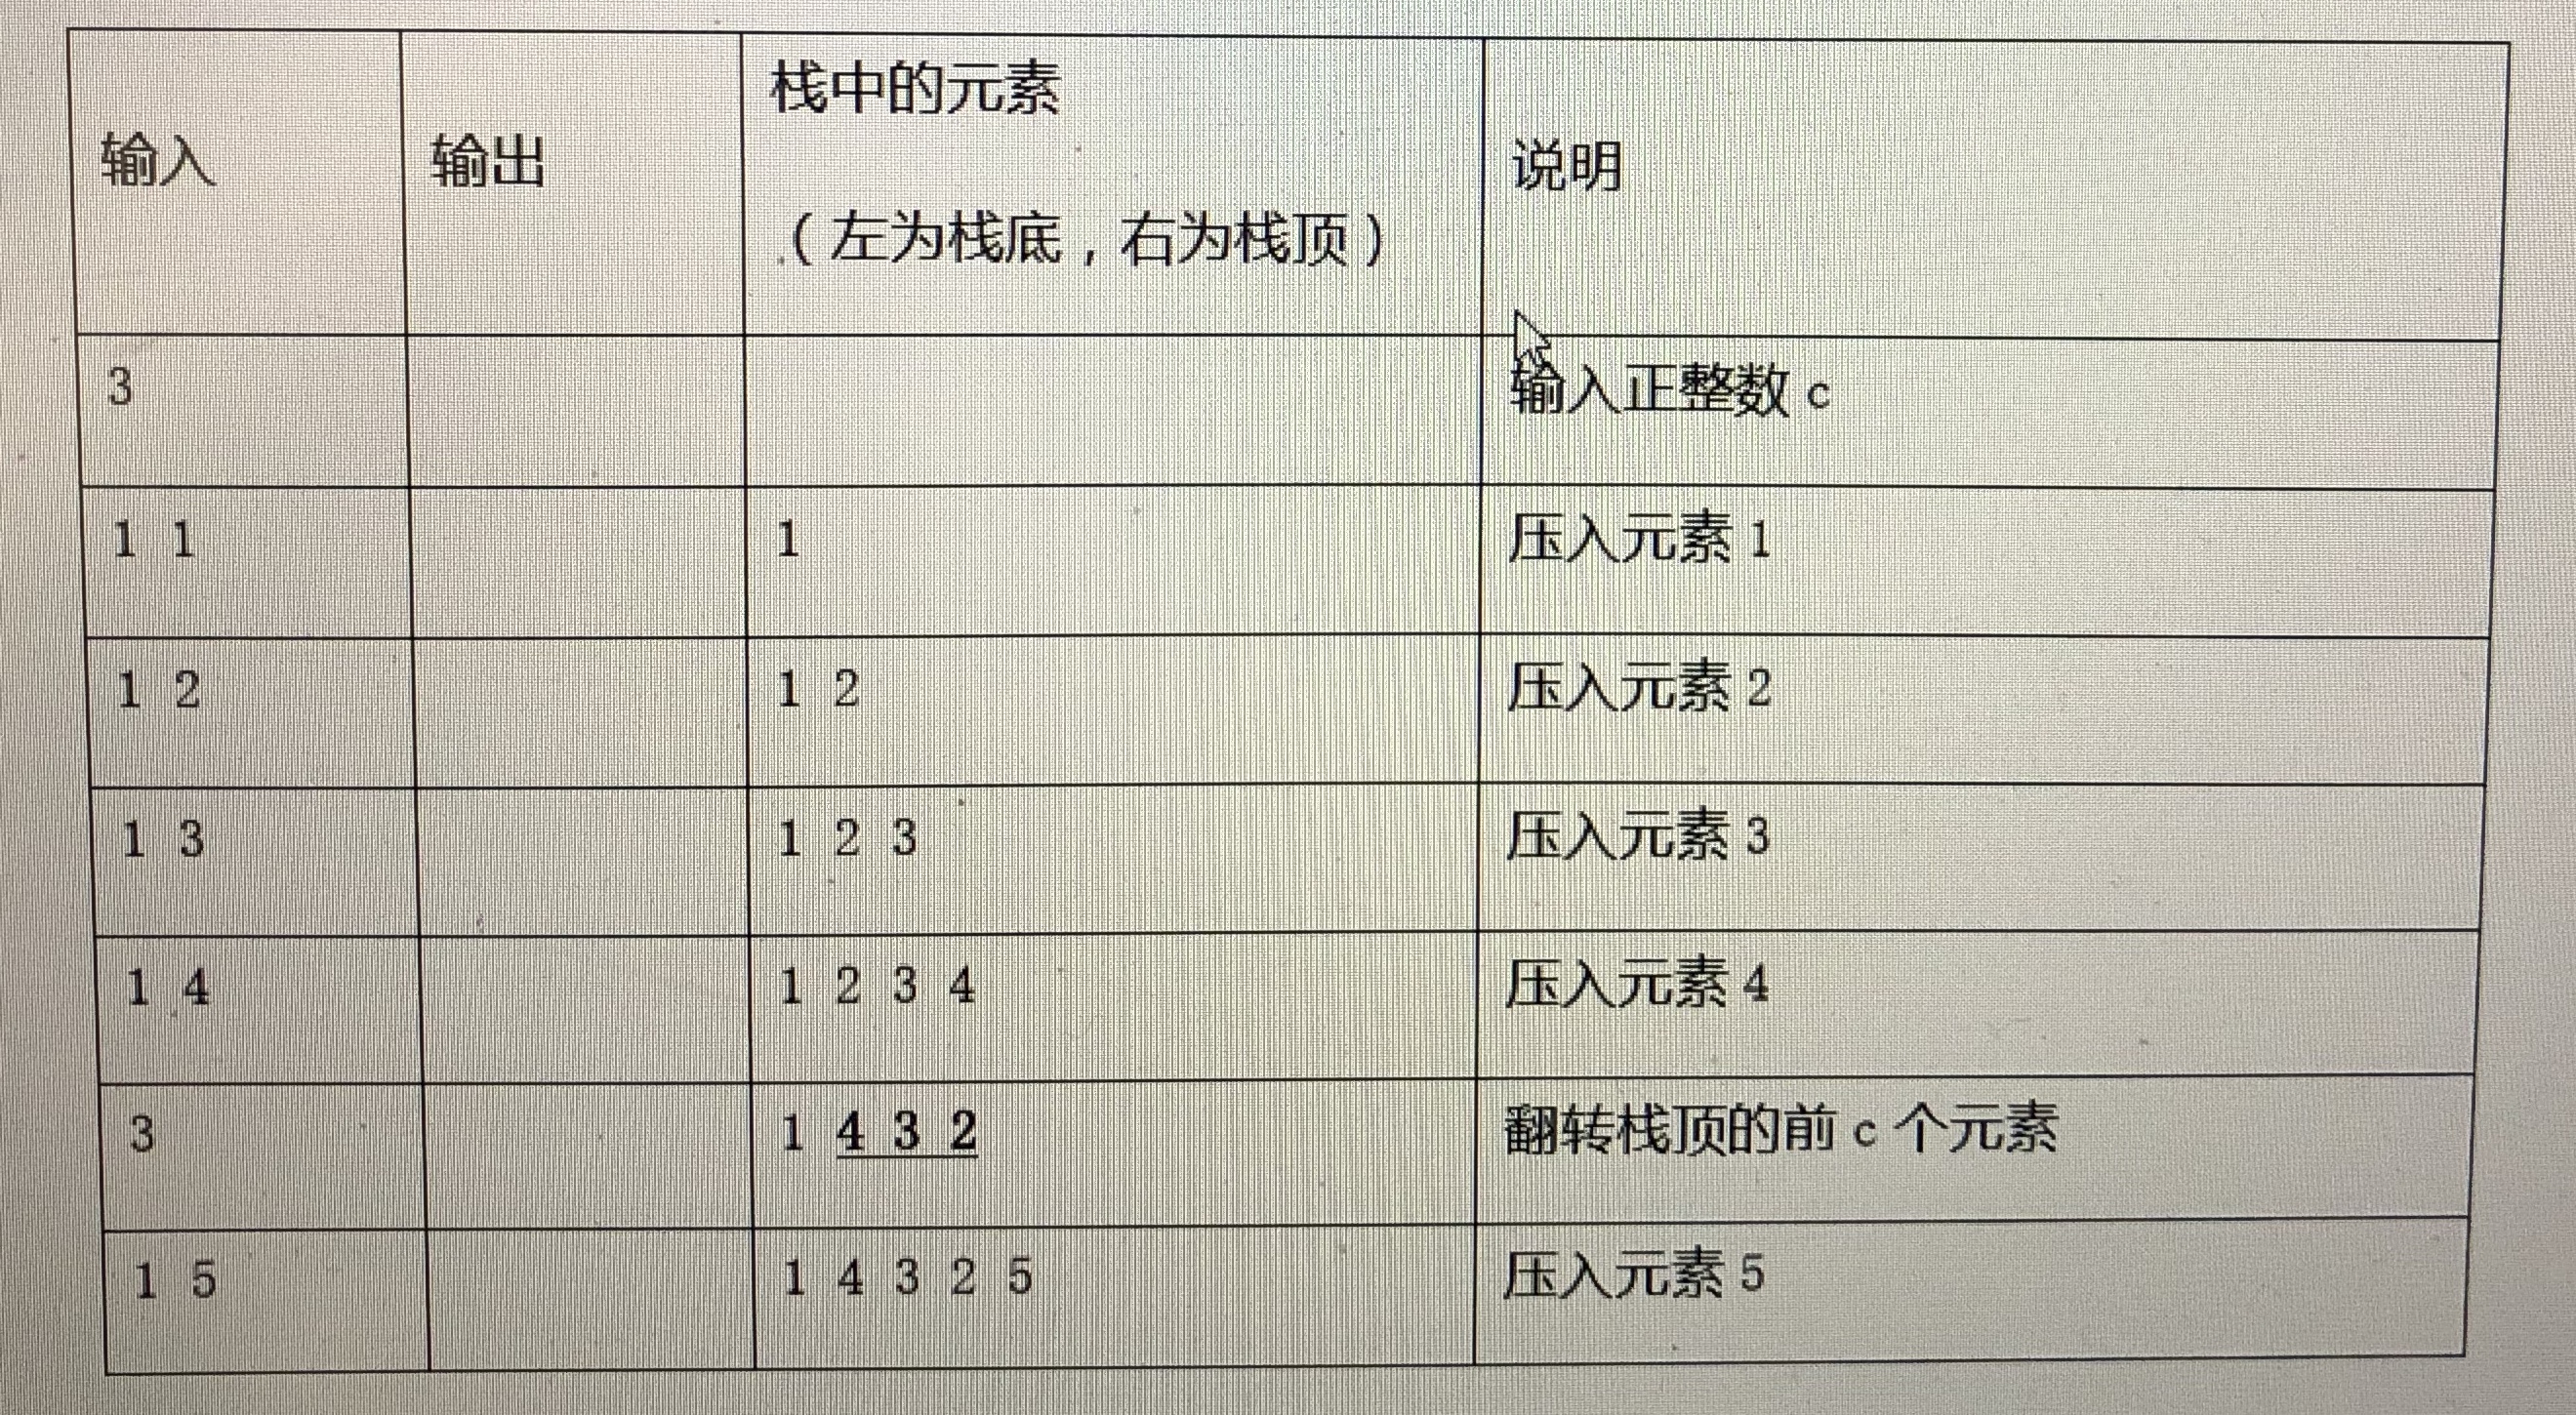 输入 输出 栈中的元素 说明
（左为栈底，右为栈顶）
3 输入正整数 c
1 1 1 压入元素 1
1 2 1 2 压入元素 2
1 3 1 2 3 压入元素 3
1 4 1 2 3 4 压入元素 4
3 1 4 3 2 翻转栈顶的前 c 个元素
1 5 1 4 3 2 5 压入元素 5